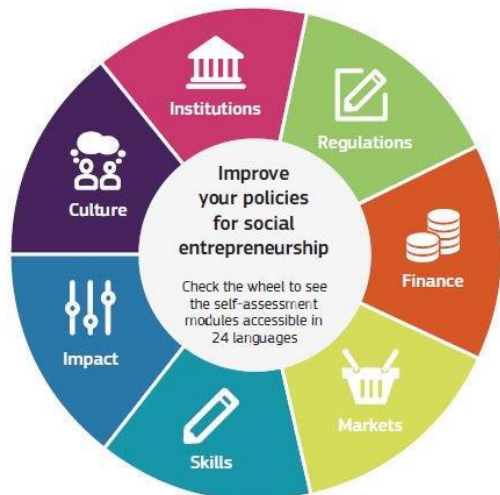 Institutions
Regulations
Culture
Improve
your policies
for social
entrepreneurship
Check the wheel to see
the self-assessment
modules accessible in
24 languages
Finance
Impact
Markets
Skills